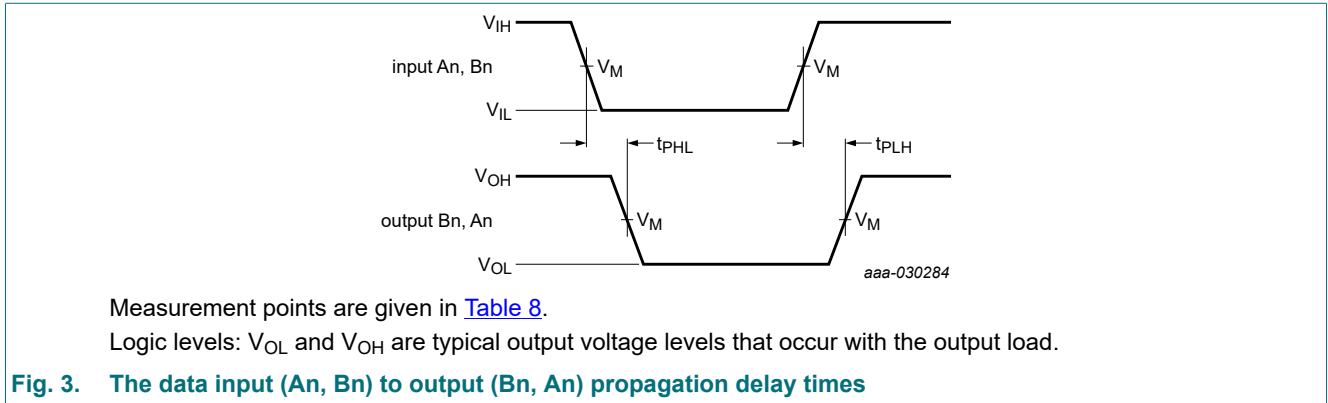 VIH
input An, Bn
VM VM
VIL
tPHL tPLH
VOH
output Bn, An
VM VM
VOL
aaa-030284
Measurement points are given in Table 8.
Logic levels: VOL and VOH are typical output voltage levels that occur with the output load.
Fig. 3. The data input (An, Bn) to output (Bn, An) propagation delay times